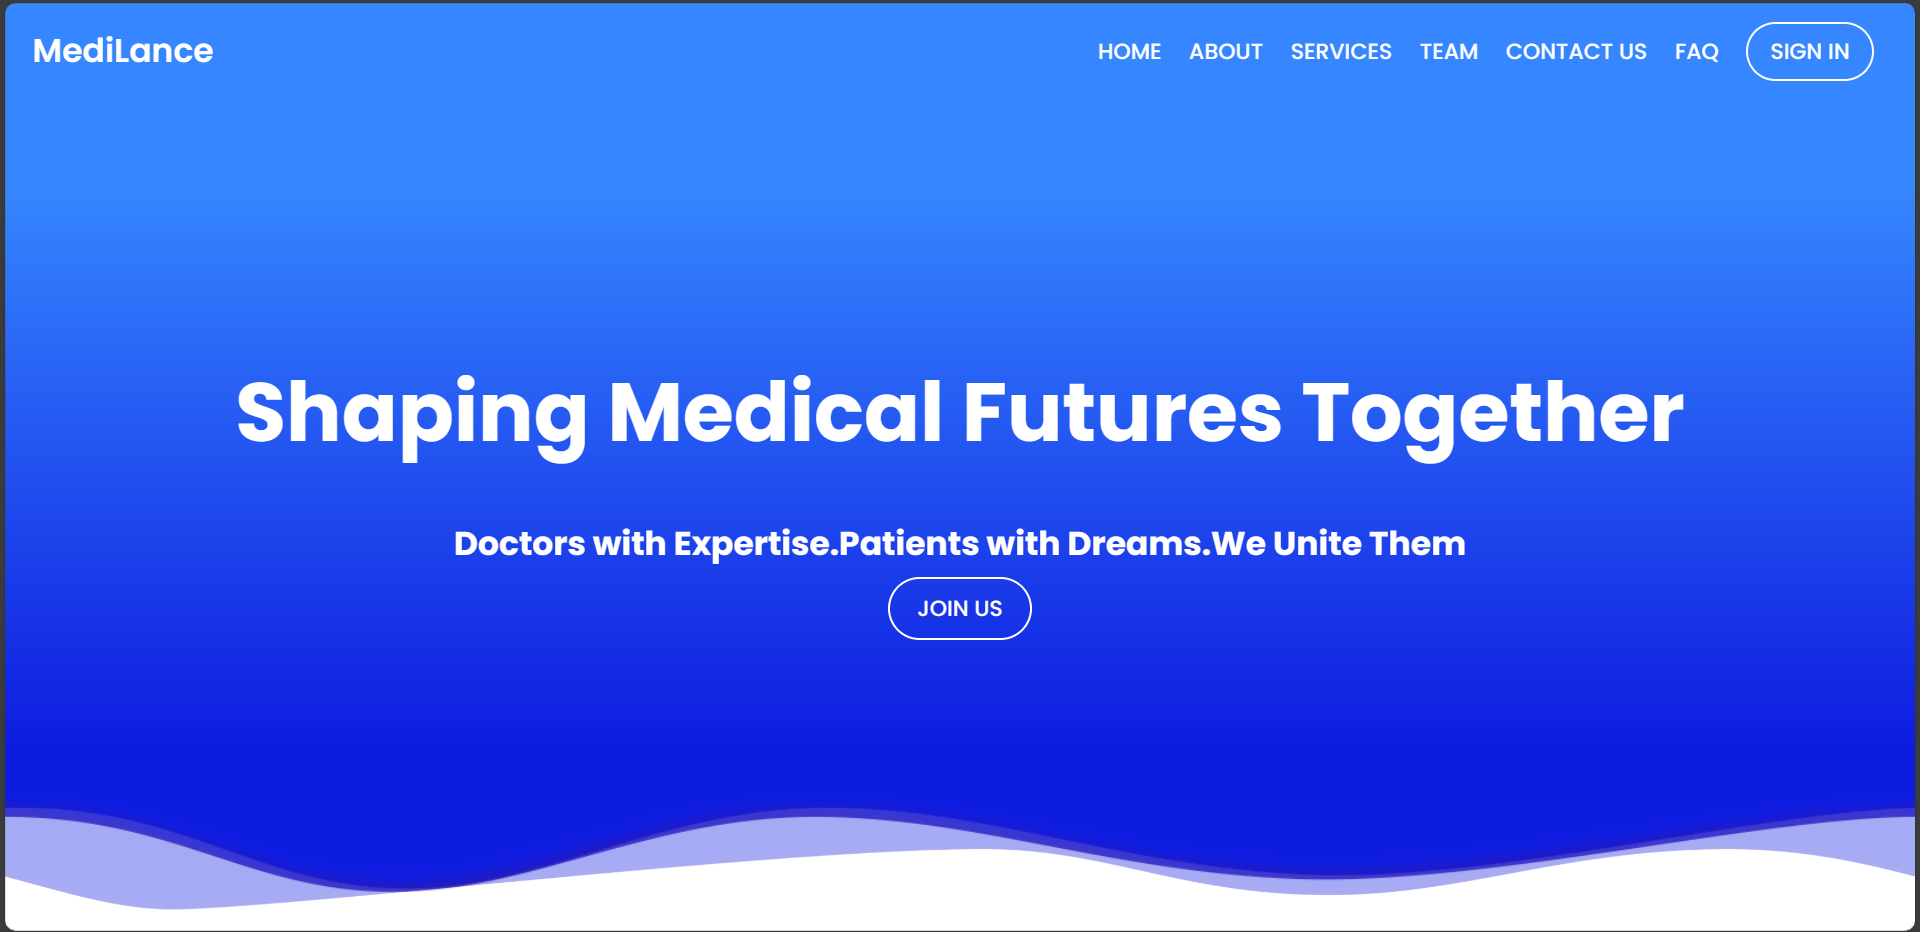 MediLance
HOME ABOUT SERVICES TEAM CONTACT US FAQ SIGN IN
Shaping Medical Futures Together
Doctors with Expertise.Patients with Dreams.We Unite Them
JOIN US